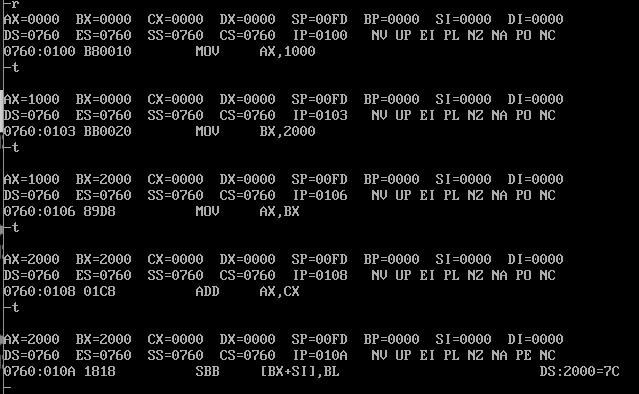 -r
AX=0000  BX=0000  CX=0000  DX=0000  SP=00FD  BP=0000  SI=0000  DI=0000
DS=0760  ES=0760  SS=0760  CS=0760  IP=0100   NV UP EI PL NZ NA PO NC
0760:0100 B80010        MOV     AX,1000
-t
AX=1000  BX=0000  CX=0000  DX=0000  SP=00FD  BP=0000  SI=0000  DI=0000
DS=0760  ES=0760  SS=0760  CS=0760  IP=0103   NV UP EI PL NZ NA PO NC
0760:0103 BB0020        MOV     BX,2000
-t
AX=1000  BX=2000  CX=0000  DX=0000  SP=00FD  BP=0000  SI=0000  DI=0000
DS=0760  ES=0760  SS=0760  CS=0760  IP=0106   NV UP EI PL NZ NA PO NC
0760:0106 89D8          MOV     AX,BX
-t
AX=2000  BX=2000  CX=0000  DX=0000  SP=00FD  BP=0000  SI=0000  DI=0000
DS=0760  ES=0760  SS=0760  CS=0760  IP=0108   NV UP EI PL NZ NA PO NC
0760:0108 01C8          ADD     AX,CX
-t
AX=2000  BX=2000  CX=0000  DX=0000  SP=00FD  BP=0000  SI=0000  DI=0000
DS=0760  ES=0760  SS=0760  CS=0760  IP=010A   NV UP EI PL NZ NA PE NC
0760:010A 1818          SBB     [BX+SI],BL                         DS:2000=7C
-